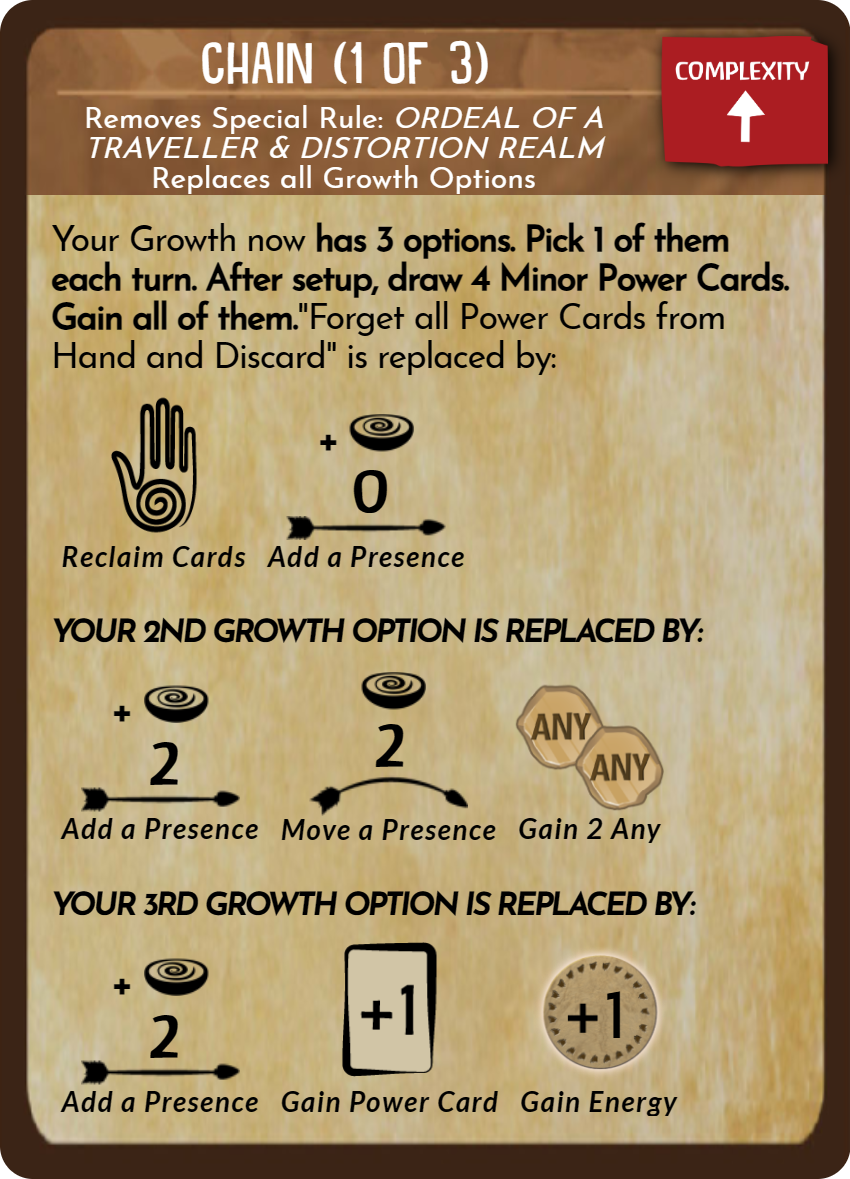 CHAIN (1 OF 3)
COMPLEXITY
Removes Special Rule: ORDEAL OF A
TRAVELLER & DISTORTION REALM
Replaces all Growth Options
Your Growth now has 3 options. Pick 1 of them
each turn. After setup, draw 4 Minor Power Cards.
Gain all of them."Forget all Power Cards from
Hand and Discard" is replaced by:
+
0
Reclaim Cards Add a Presence
YOUR 2ND GROWTH OPTION IS REPLACED BY:
+
2
2
ANY
ANY
Add a Presence Move a Presence Gain 2 Any
YOUR 3RD GROWTH OPTION IS REPLACED BY:
+
2
+1
+1
Add a Presence Gain Power Card Gain Energy